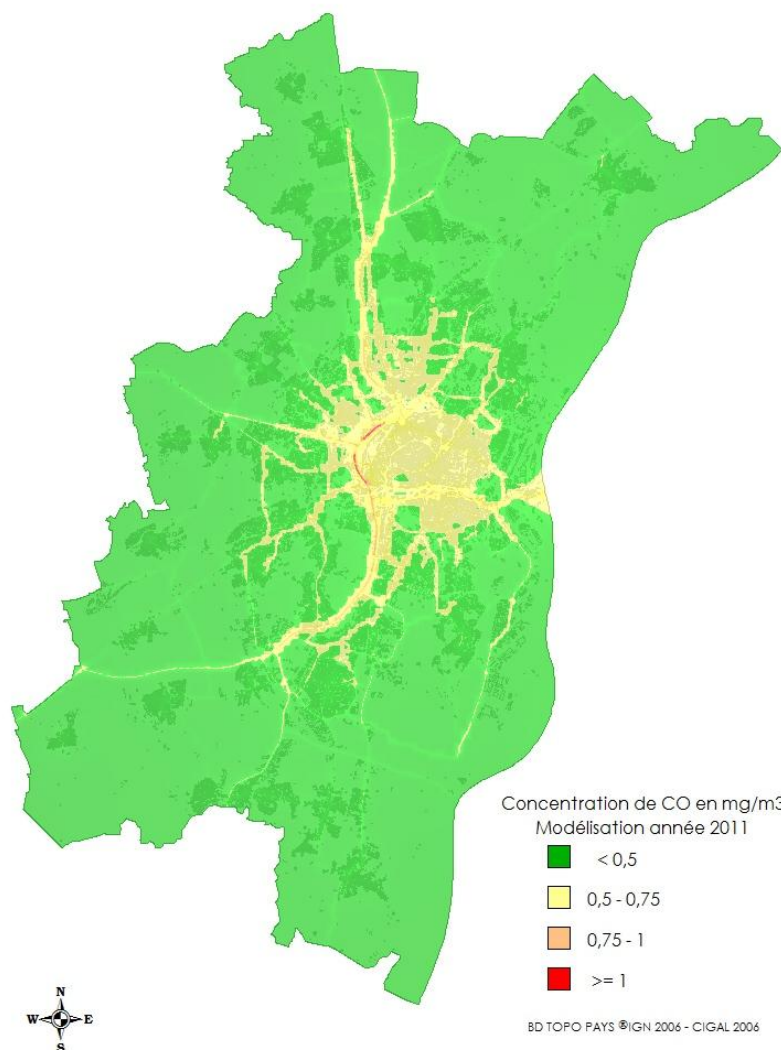 Concentration de CO en mg/m3
Modélisation année 2011
< 0,5
0,5 - 0,75
0,75 - 1
>= 1
N
W E
S
BD TOPO PAYS ®IGN 2006 - CIGAL 2006